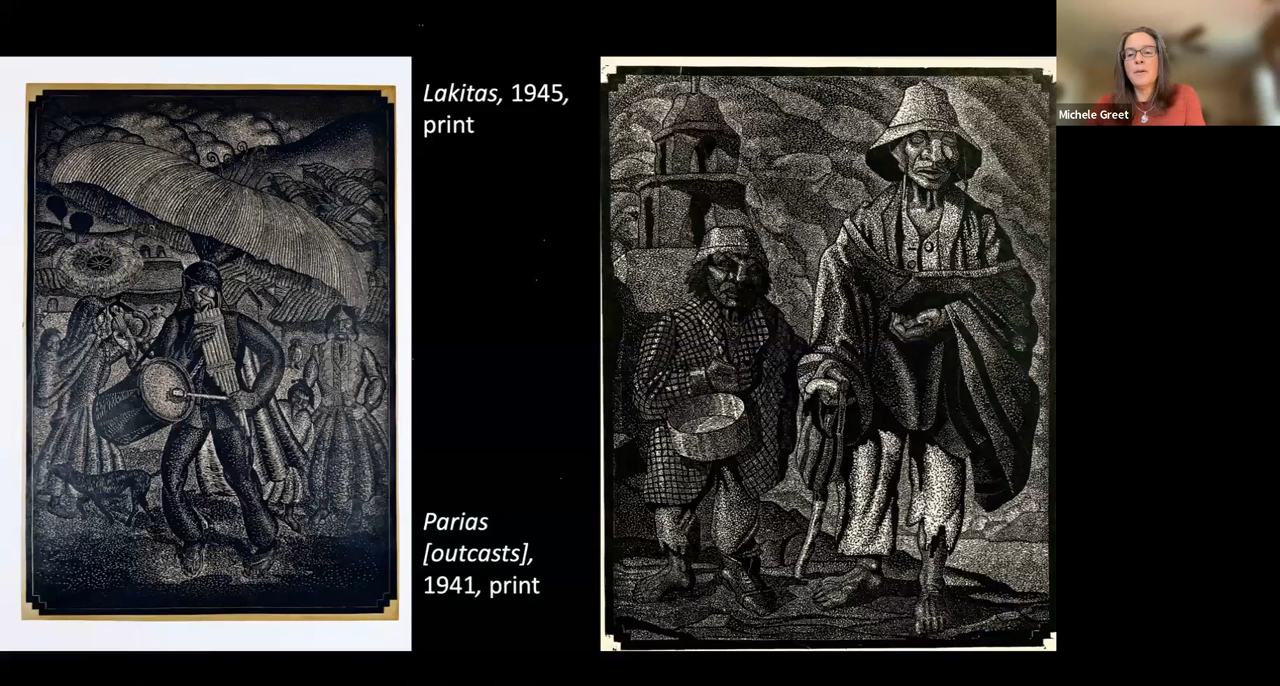 Lakitas, 1945,
print
Parias
[outcasts],
1941, print
Michele Greet